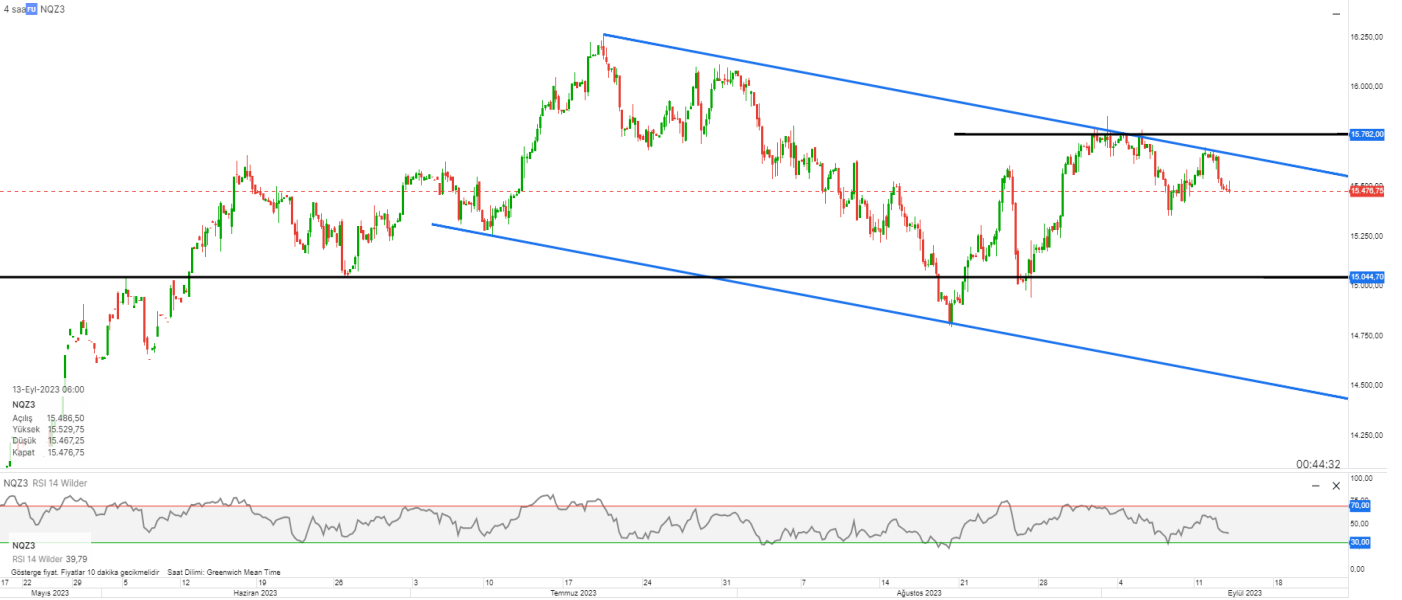 4 saa ru NQZ3
16.250,00
16.000,00
15.762,00
15.476,75
15.250,00
15.044,70
15.000,00
14.750,00
14.500,00
14.250,00
13-Eyl-2023 06:00
NQZ3
Açılış 15.486,50
Yüksek 15.529,75
Düşük 15.467,25
Kapat 15.476,75
00:44:32
NQZ3 RSI 14 Wilder
100,00
70,00
50,00
30,00
0,00
NQZ3
RSI 14 Wilder 39,79
Gösterge fiyat. Fiyatlar 10 dakika gecikmelidir Saat Dilimi: Greenwich Mean Time
17 22 29 5 12 19 26 3 10 17 24 31 7 14 21 28 4 11 18
Mayıs 2023 Haziran 2023 Temmuz 2023 Ağustos 2023 Eylül 2023